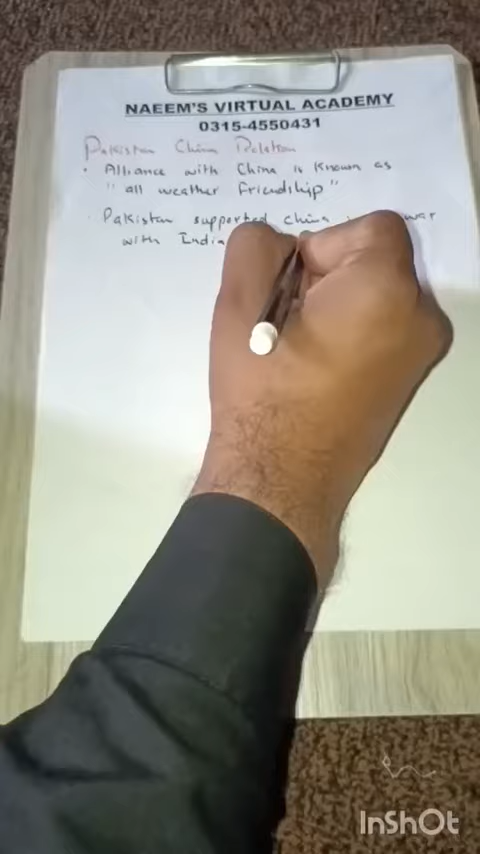 NAEEM'S VIRTUAL ACADEMY
0315-4550431
Pakistan China Relation
• Alliance with China is Known as
"all weather Friendship"
Pakistan supported china war
with India
InShOt